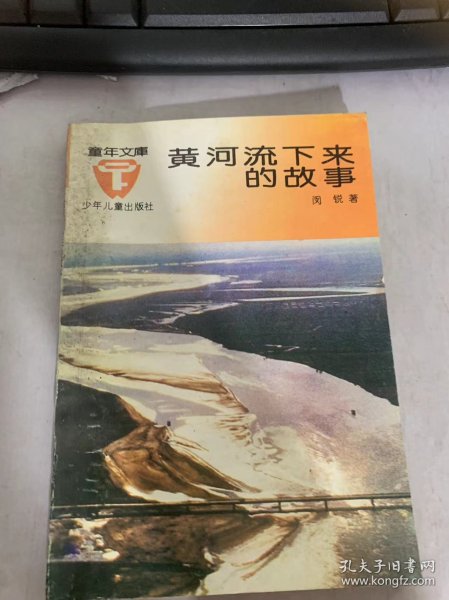 童年文庫
少年儿童出版社
黄河流下来
的故事
闵锐著
孔夫子旧书网
www.kongfz.com